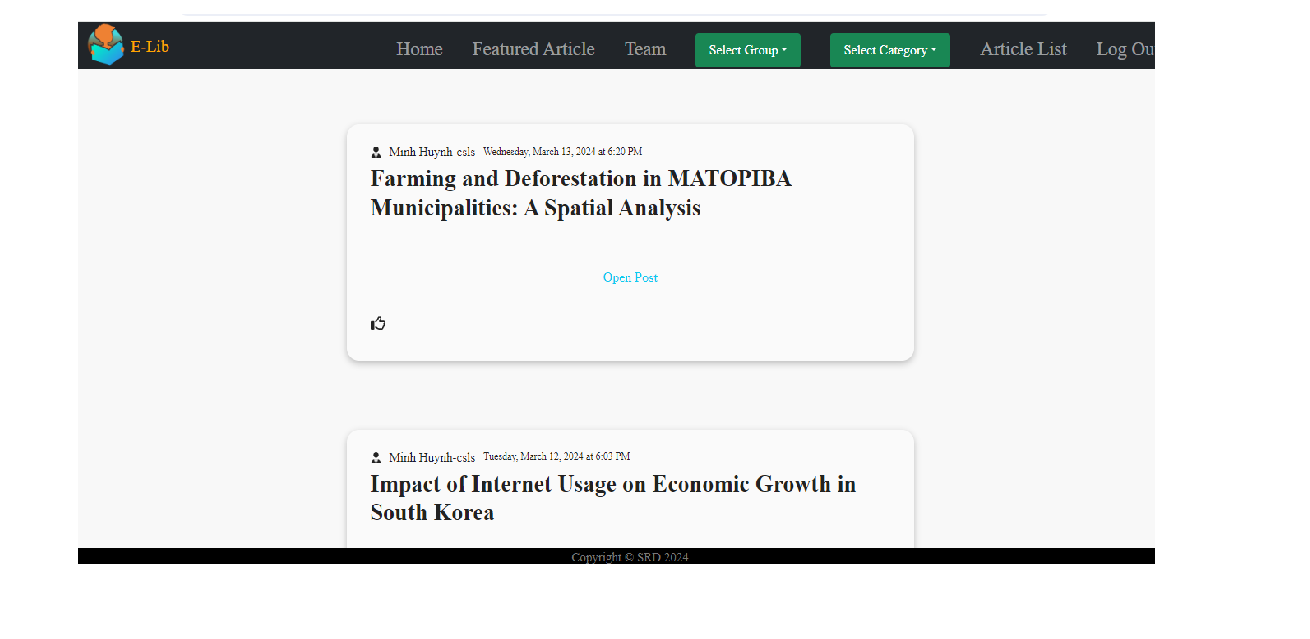 E-Lib
Home Featured Article Team Select Group Select Category Article List Log Ou
Minh Huynh-csls Wednesday, March 13, 2024 at 6:20 PM
Farming and Deforestation in MATOPIBA
Municipalities: A Spatial Analysis
Open Post
Minh Huynh-csls Tuesday, March 12, 2024 at 6:03 PM
Impact of Internet Usage on Economic Growth in
South Korea
Copyright © SRD 2024